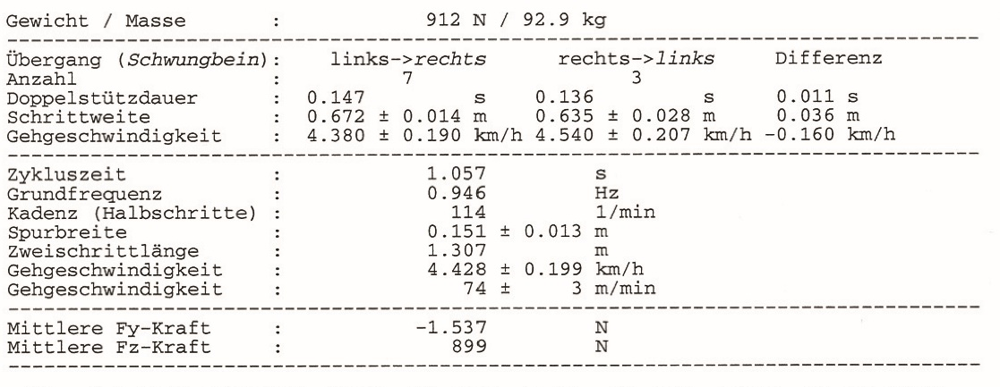 Gewicht / Masse : 912 N / 92.9 kg
Übergang (Schwungbein): links->rechts rechts->links Differenz
Anzahl : 7 3
Doppelstützdauer : 0.147 s 0.136 s 0.011 s
Schrittweite : 0.672 ± 0.014 m 0.635 ± 0.028 m 0.036 m
Gehgeschwindigkeit : 4.380 ± 0.190 km/h 4.540 ± 0.207 km/h -0.160 km/h
Zykluszeit : 1.057 s
Grundfrequenz : 0.946 Hz
Kadenz (Halbschritte) : 114 1/min
Spurbreite : 0.151 ± 0.013 m
Zweischrittlänge : 1.307 m
Gehgeschwindigkeit : 4.428 ± 0.199 km/h
Gehgeschwindigkeit : 74 ± 3 m/min
Mittlere Fy-Kraft : -1.537 N
Mittlere Fz-Kraft : 899 N